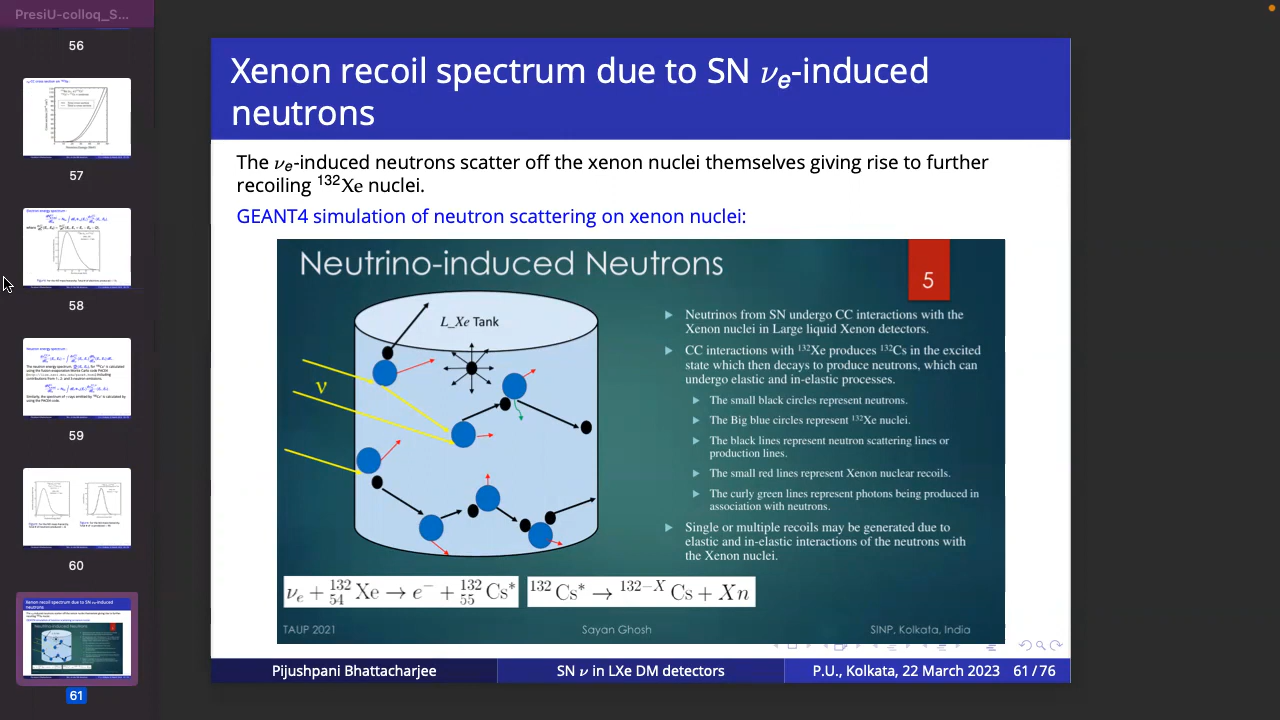 PresiU-colloq_S...
56
57
58
59
60
61
Xenon recoil spectrum due to SN νe-induced
neutrons
The νe-induced neutrons scatter off the xenon nuclei themselves giving rise to further
recoiling 132Xe nuclei.
GEANT4 simulation of neutron scattering on xenon nuclei:
Neutrino-induced Neutrons
5
L_Xe Tank
ν
Neutrinos from SN undergo CC interactions with the
Xenon nuclei in Large liquid Xenon detectors.
CC interactions with 132Xe produces 132Cs in the excited
state which then decays to produce neutrons, which can
undergo elastic and in-elastic processes.
The small black circles represent neutrons.
The Big blue circles represent 132Xe nuclei.
The black lines represent neutron scattering lines or
production lines.
The small red lines represent Xenon nuclear recoils.
The curly green lines represent photons being produced in
association with neutrons.
Single or multiple recoils may be generated due to
elastic and in-elastic interactions of the neutrons with
the Xenon nuclei.
νe + 132 54 Xe → e− + 132 55 Cs*
132 Cs* → 132−X Cs + Xn
TAUP 2021 Sayan Ghosh SINP, Kolkata, India
Pijushpani Bhattacharjee SN ν in LXe DM detectors P.U., Kolkata, 22 March 2023 61/76